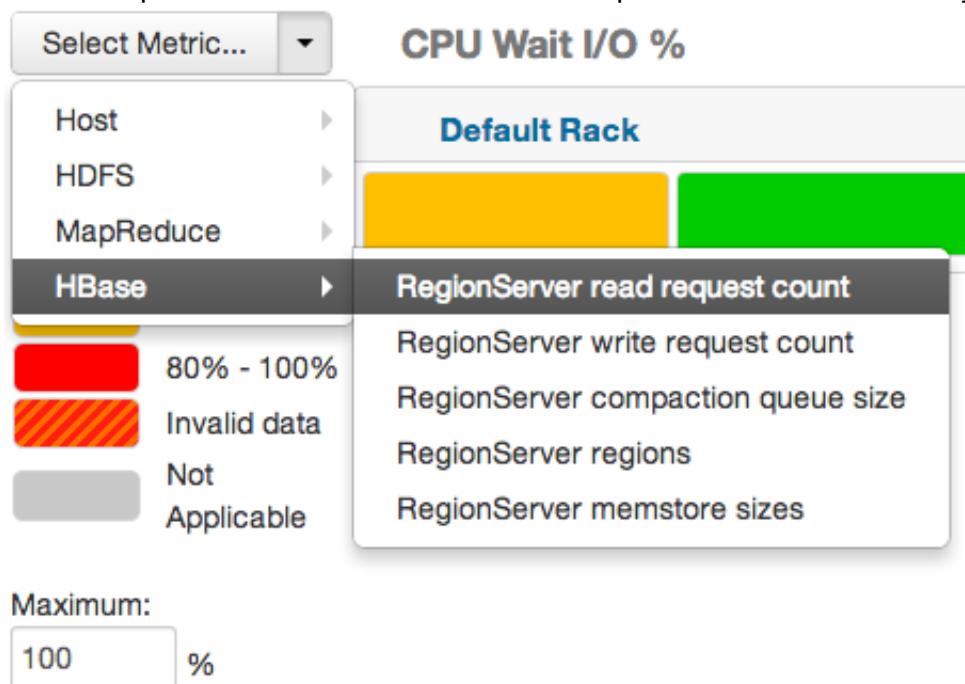 Select Metric...
CPU Wait I/O %
Host
HDFS
MapReduce
HBase
Default Rack
RegionServer read request count
RegionServer write request count
RegionServer compaction queue size
RegionServer regions
RegionServer memstore sizes
80% - 100%
Invalid data
Not
Applicable
Maximum:
100
%